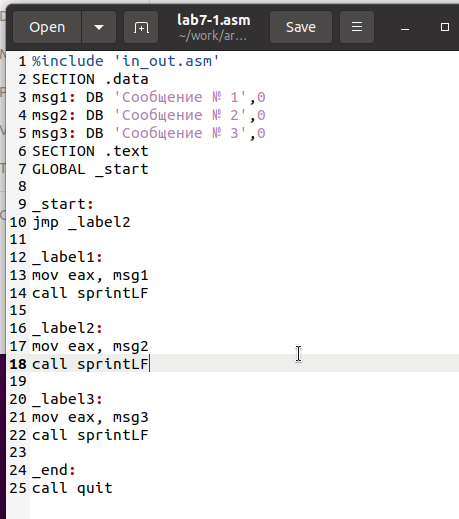 Open
lab7-1.asm
~/work/ar...
Save
1 %include 'in_out.asm'
2 SECTION .data
3 msg1: DB 'Сообщение № 1',0
4 msg2: DB 'Сообщение № 2',0
5 msg3: DB 'Сообщение № 3',0
6 SECTION .text
7 GLOBAL _start
8
9 _start:
10 jmp _label2
11
12 _label1:
13 mov eax, msg1
14 call sprintLF
15
16 _label2:
17 mov eax, msg2
18 call sprintLF
19
20 _label3:
21 mov eax, msg3
22 call sprintLF
23
24 _end:
25 call quit